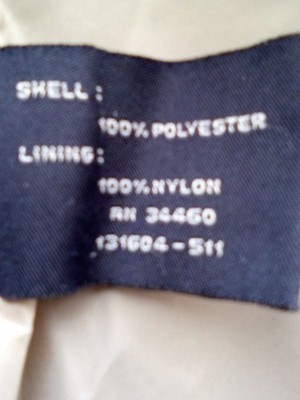 SHELL:
100% POLYESTER
LINING:
100% NYLON
RN 34460
131604-511